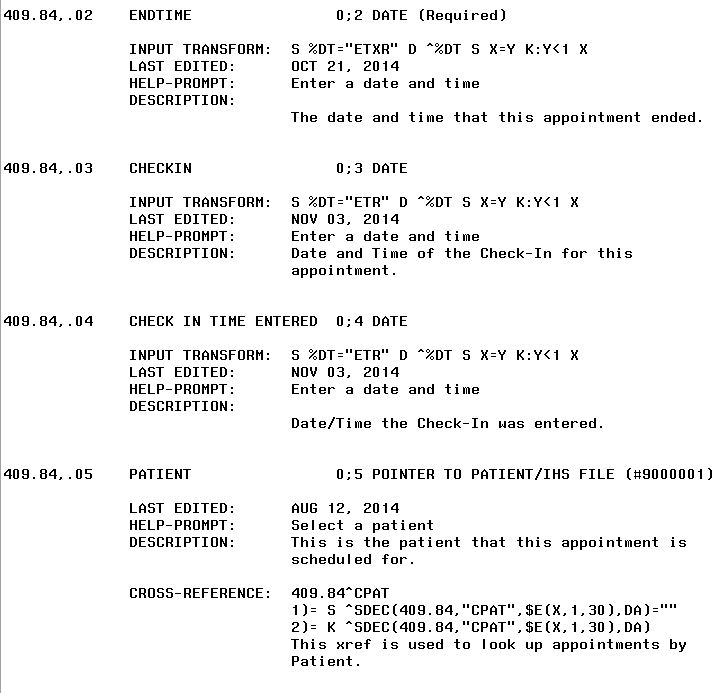 409.84,.02    ENDTIME                0;2 DATE (Required)
INPUT TRANSFORM:  S %DT="ETXR" D ^%DT S X=Y K:Y<1 X
LAST EDITED:      OCT 21, 2014
HELP-PROMPT:      Enter a date and time
DESCRIPTION:
The date and time that this appointment ended.
409.84,.03    CHECKIN                0;3 DATE
INPUT TRANSFORM:  S %DT="ETR" D ^%DT S X=Y K:Y<1 X
LAST EDITED:      NOV 03, 2014
HELP-PROMPT:      Enter a date and time
DESCRIPTION:      Date and Time of the Check-In for this
appointment.
409.84,.04    CHECK IN TIME ENTERED  0;4 DATE
INPUT TRANSFORM:  S %DT="ETR" D ^%DT S X=Y K:Y<1 X
LAST EDITED:      NOV 03, 2014
HELP-PROMPT:      Enter a date and time
DESCRIPTION:
Date/Time the Check-In was entered.
409.84,.05    PATIENT                0;5 POINTER TO PATIENT/IHS FILE (#9000001)
LAST EDITED:      AUG 12, 2014
HELP-PROMPT:      Select a patient
DESCRIPTION:      This is the patient that this appointment is
scheduled for.
CROSS-REFERENCE:  409.84^CPAT
1)= S ^SDEC(409.84,"CPAT",$E(X,1,30),DA)=""
2)= K ^SDEC(409.84,"CPAT",$E(X,1,30),DA)
This xref is used to look up appointments by
Patient.